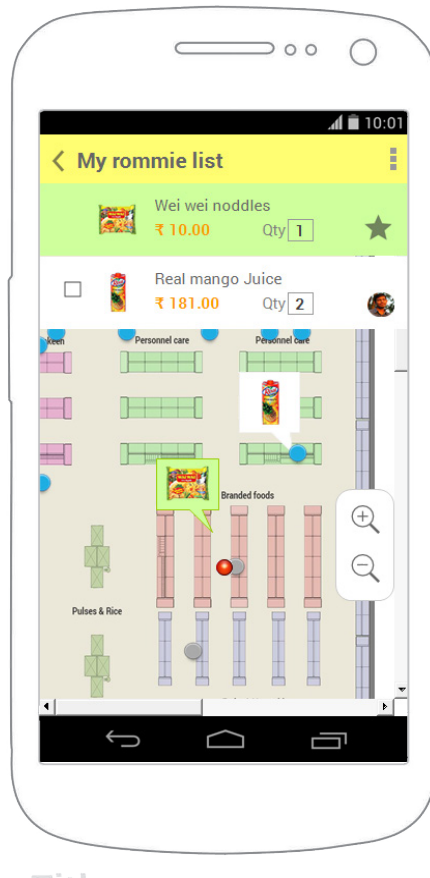 10:01
My rommie list
Wei wei noddles
₹ 10.00 Qty 1
Real mango Juice
₹ 181.00 Qty 2
keen Personnel care Personnel care
Branded foods
Pulses & Rice